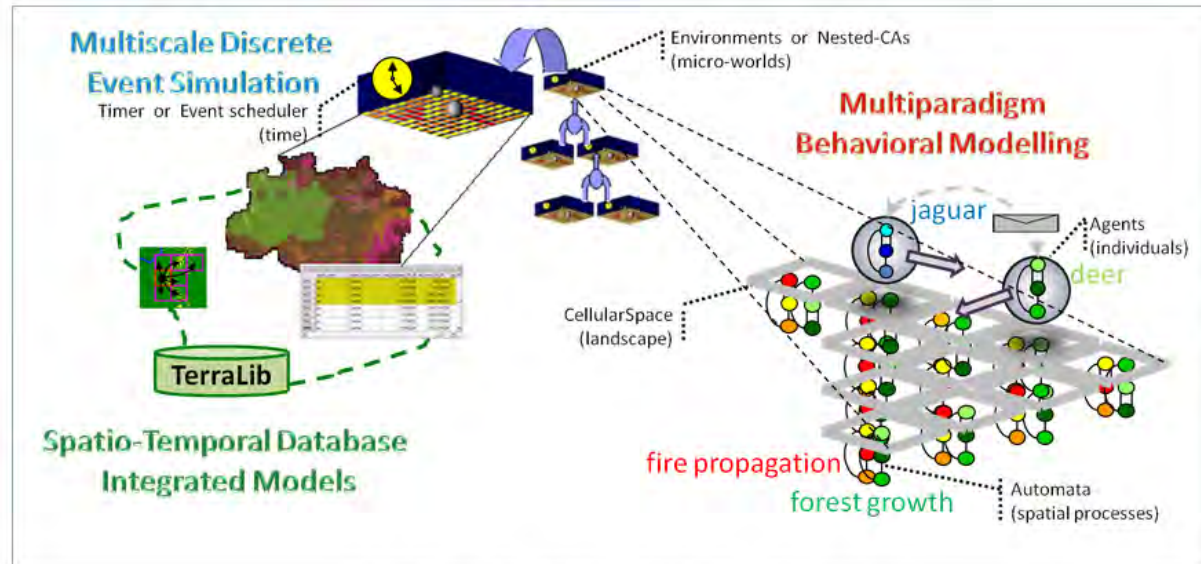 Multiscale Discrete
Event Simulation
Timer or Event scheduler
(time)
Environments or Nested-CAs
(micro-worlds)
Multiparadigm
Behavioral Modelling
jaguar
Agents
(individuals)
deer
CellularSpace
(landscape)
TerraLib
Spatio-Temporal Database
Integrated Models
fire propagation
forest growth
Automata
(spatial processes)